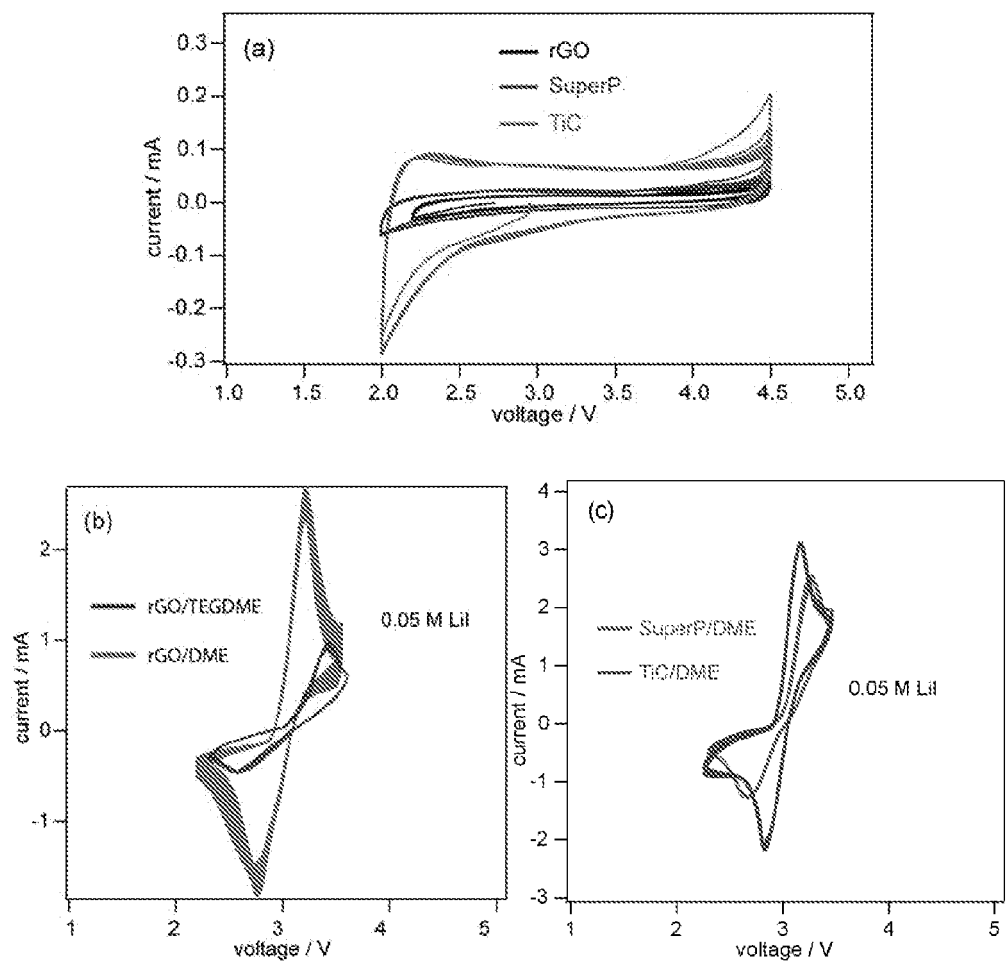 (a)
rGO
SuperP
TiC
current / mA
0.3
0.2
0.1
0.0
-0.1
-0.2
-0.3
1.0 1.5 2.0 2.5 3.0 3.5 4.0 4.5 5.0
voltage / V
(b)
rGO/TEGDME
rGO/DME
0.05 M LiI
current / mA
2
1
0
-1
1 2 3 4 5
voltage / V
(c)
SuperP/DME
TiC/DME
0.05 M LiI
current / mA
4
3
2
1
0
-1
-2
-3
1 2 3 4 5
voltage / V